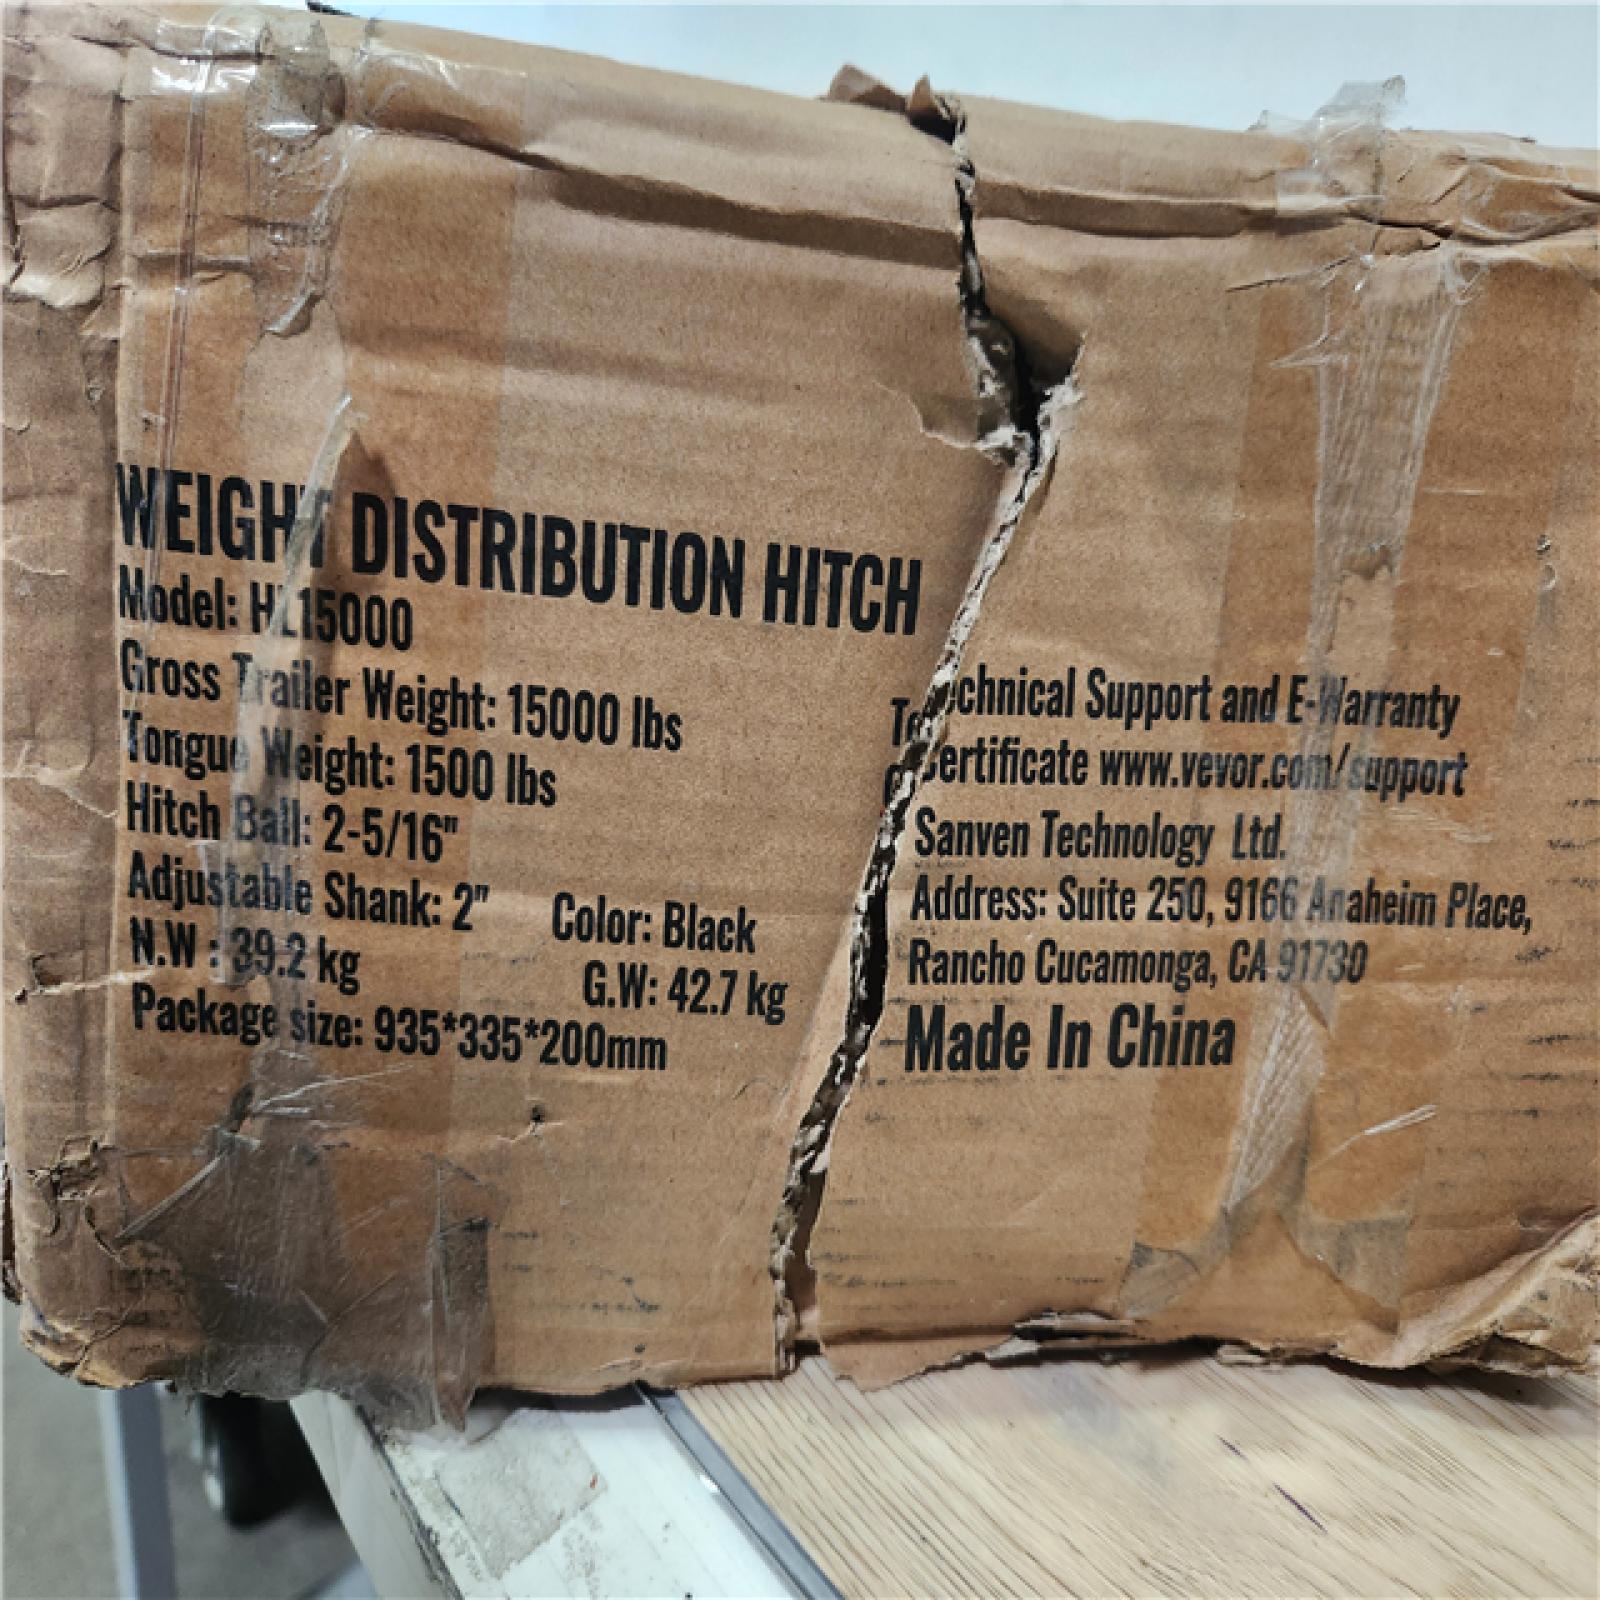 WEIGHT DISTRIBUTION HITCH
Model: HL15000
Gross Trailer Weight: 15000 lbs
Tongue Weight: 1500 lbs
Hitch Ball: 2-5/16"
Adjustable Shank: 2" Color: Black
N.W : 39.2 kg G.W: 42.7 kg
Package size: 935*335*200mm
Technical Support and E-Warranty
Certificate www.vevor.com/support
Sanven Technology Ltd.
Address: Suite 250, 9166 Anaheim Place,
Rancho Cucamonga, CA 91730
Made In China